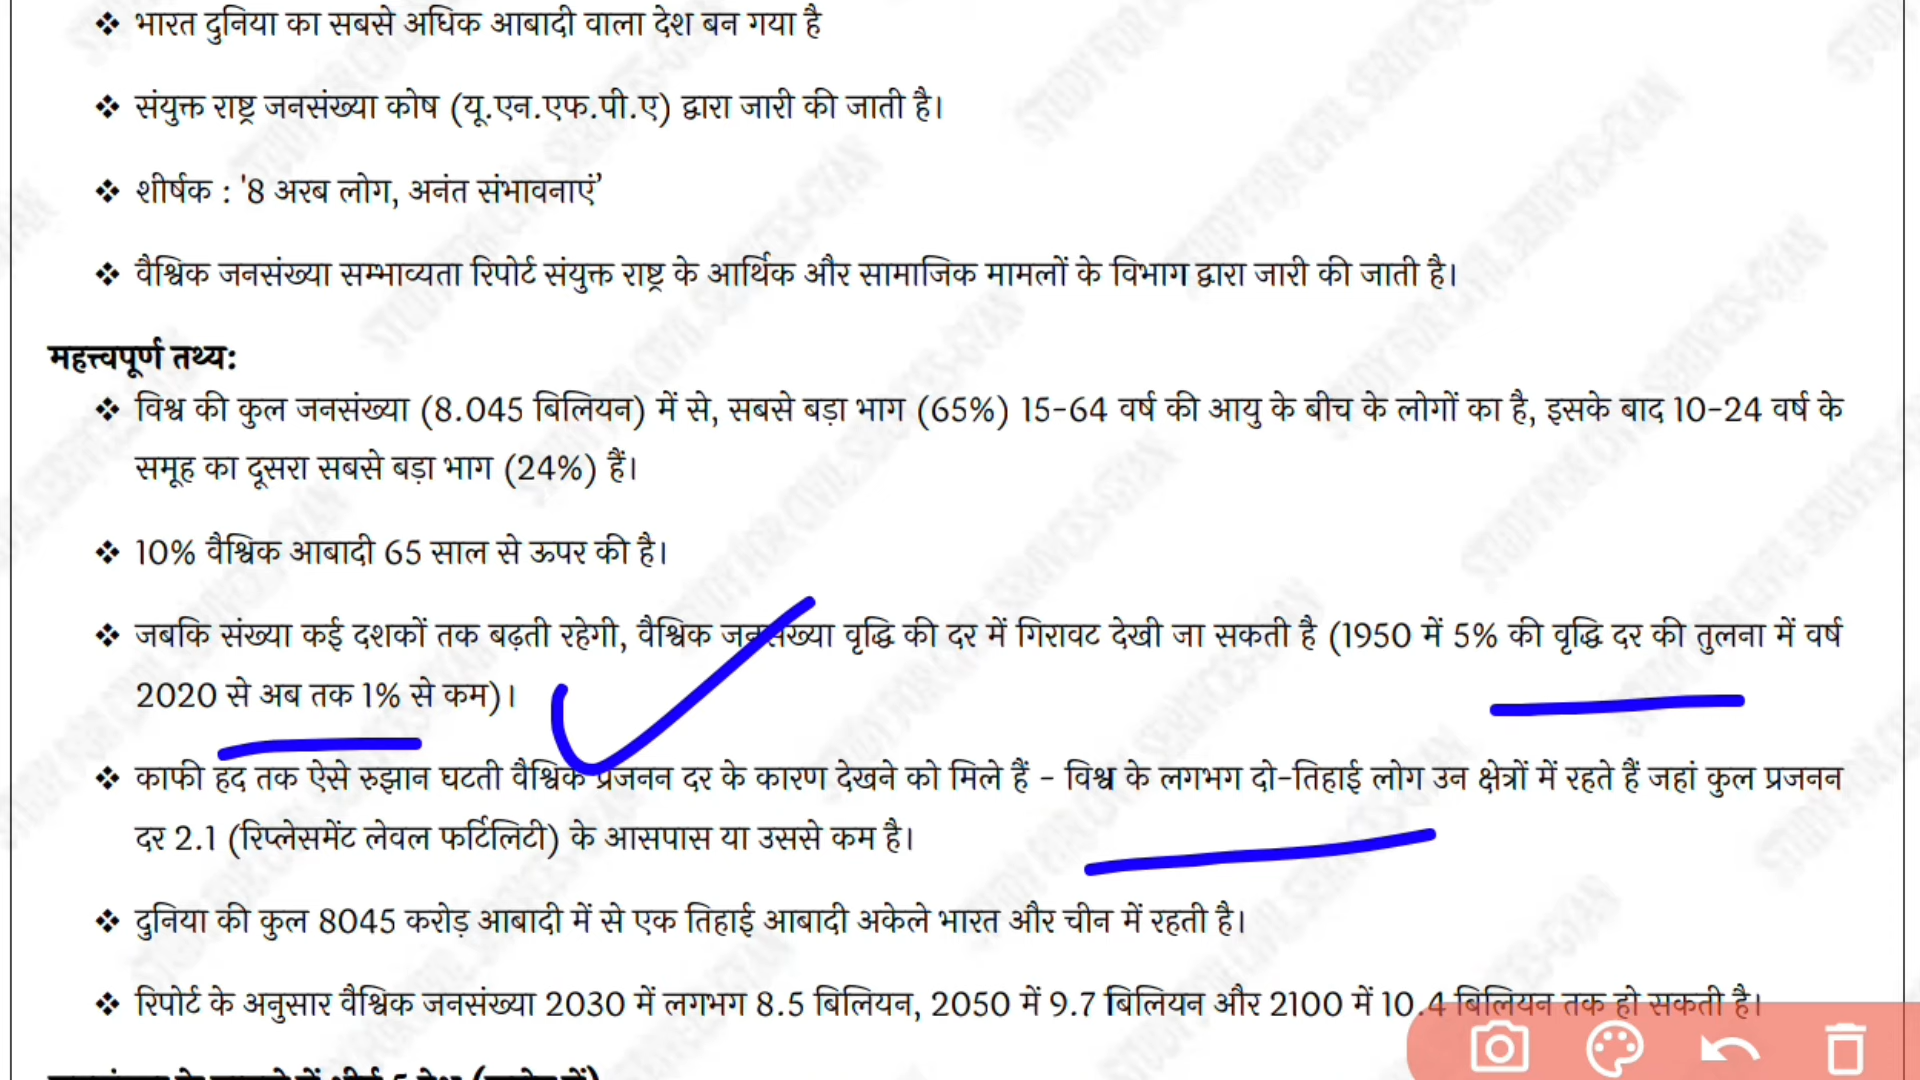 ❖ भारत दुनिया का सबसे अधिक आबादी वाला देश बन गया है
❖ संयुक्त राष्ट्र जनसंख्या कोष (यू.एन.एफ.पी.ए) द्वारा जारी की जाती है।
❖ शीर्षक : '8 अरब लोग, अनंत संभावनाएं’
❖ वैश्विक जनसंख्या सम्भाव्यता रिपोर्ट संयुक्त राष्ट्र के आर्थिक और सामाजिक मामलों के विभाग द्वारा जारी की जाती है।
महत्त्वपूर्ण तथ्य:
❖ विश्व की कुल जनसंख्या (8.045 बिलियन) में से, सबसे बड़ा भाग (65%) 15-64 वर्ष की आयु के बीच के लोगों का है, इसके बाद 10-24 वर्ष के
समूह का दूसरा सबसे बड़ा भाग (24%) हैं।
❖ 10% वैश्विक आबादी 65 साल से ऊपर की है।
❖ जबकि संख्या कई दशकों तक बढ़ती रहेगी, वैश्विक जनसंख्या वृद्धि की दर में गिरावट देखी जा सकती है (1950 में 5% की वृद्धि दर की तुलना में वर्ष
2020 से अब तक 1% से कम)।
❖ काफी हद तक ऐसे रुझान घटती वैश्विक प्रजनन दर के कारण देखने को मिले हैं - विश्व के लगभग दो-तिहाई लोग उन क्षेत्रों में रहते हैं जहां कुल प्रजनन
दर 2.1 (रिप्लेसमेंट लेवल फर्टिलिटी) के आसपास या उससे कम है।
❖ दुनिया की कुल 8045 करोड़ आबादी में से एक तिहाई आबादी अकेले भारत और चीन में रहती है।
❖ रिपोर्ट के अनुसार वैश्विक जनसंख्या 2030 में लगभग 8.5 बिलियन, 2050 में 9.7 बिलियन और 2100 में 10.4 बिलियन तक हो सकती है।